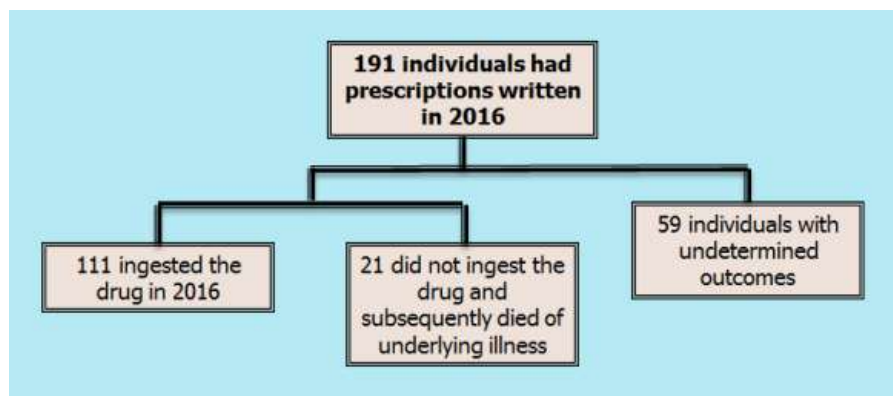 191 individuals had
prescriptions written
in 2016
111 ingested the
drug in 2016
21 did not ingest the
drug and
subsequently died of
underlying illness
59 individuals with
undetermined
outcomes